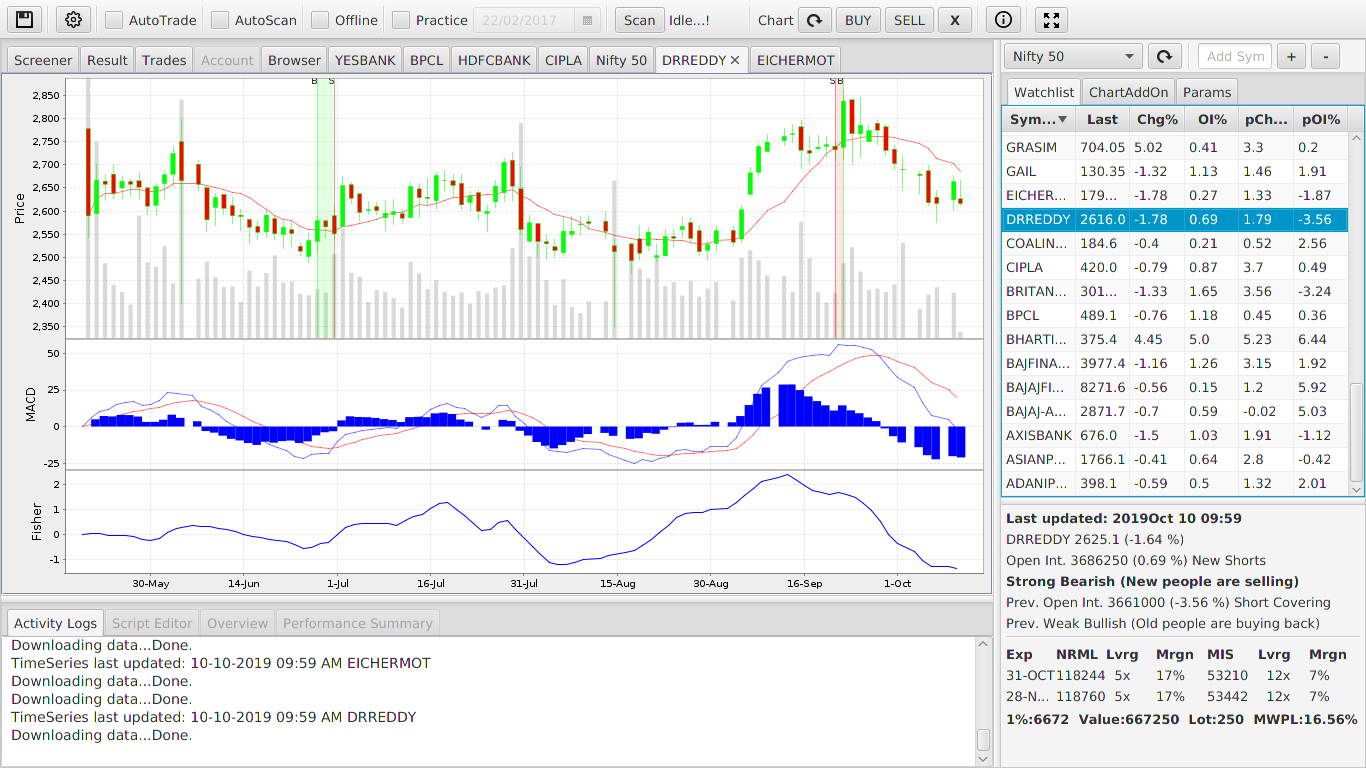 AutoTrade AutoScan Offline Practice 22/02/2017 Scan Idle...! Chart BUY SELL X
Screener Result Trades Account Browser YESBANK BPCL HDFCBANK CIPLA Nifty 50 DRREDDY ✕ EICHERMOT
B S S B
Price
2,850
2,800
2,750
2,700
2,650
2,600
2,550
2,500
2,450
2,400
2,350
MACD
50
25
0
-25
Fisher
2
1
0
-1
30-May 14-Jun 1-Jul 16-Jul 31-Jul 15-Aug 30-Aug 16-Sep 1-Oct
Activity Logs Script Editor Overview Performance Summary
Downloading data...Done.
TimeSeries last updated: 10-10-2019 09:59 AM EICHERMOT
Downloading data...Done.
Downloading data...Done.
TimeSeries last updated: 10-10-2019 09:59 AM DRREDDY
Downloading data...Done.
Nifty 50 Add Sym + -
Watchlist ChartAddOn Params
Sym... Last Chg% OI% pCh... pOI%
GRASIM 704.05 5.02 0.41 3.3 0.2
GAIL 130.35 -1.32 1.13 1.46 1.91
EICHER... 179... -1.78 0.27 1.33 -1.87
DRREDDY 2616.0 -1.78 0.69 1.79 -3.56
COALIN... 184.6 -0.4 0.21 0.52 2.56
CIPLA 420.0 -0.79 0.87 3.7 0.49
BRITAN... 301... -1.33 1.65 3.56 -3.24
BPCL 489.1 -0.76 1.18 0.45 0.36
BHARTI... 375.4 4.45 5.0 5.23 6.44
BAJFINA... 3977.4 -1.16 1.26 3.15 1.92
BAJAJFI... 8271.6 -0.56 0.15 1.2 5.92
BAJAJ-A... 2871.7 -0.7 0.59 -0.02 5.03
AXISBANK 676.0 -1.5 1.03 1.91 -1.12
ASIANP... 1766.1 -0.41 0.64 2.8 -0.42
ADANIP... 398.1 -0.59 0.5 1.32 2.01
Last updated: 2019Oct 10 09:59
DRREDDY 2625.1 (-1.64 %)
Open Int. 3686250 (0.69 %) New Shorts
Strong Bearish (New people are selling)
Prev. Open Int. 3661000 (-3.56 %) Short Covering
Prev. Weak Bullish (Old people are buying back)
Exp NRML Lvrg Mrgn MIS Lvrg Mrgn
31-OCT 118244 5x 17% 53210 12x 7%
28-N... 118760 5x 17% 53442 12x 7%
1%:6672 Value:667250 Lot:250 MWPL:16.56%